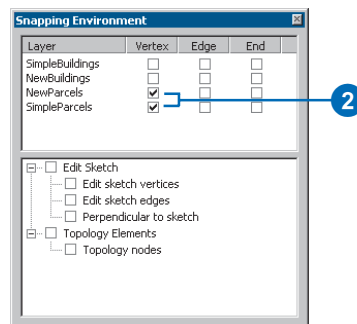 Snapping Environment
Layer Vertex Edge End
SimpleBuildings
NewBuildings
NewParcels
SimpleParcels
2
Edit Sketch
Edit sketch vertices
Edit sketch edges
Perpendicular to sketch
Topology Elements
Topology nodes